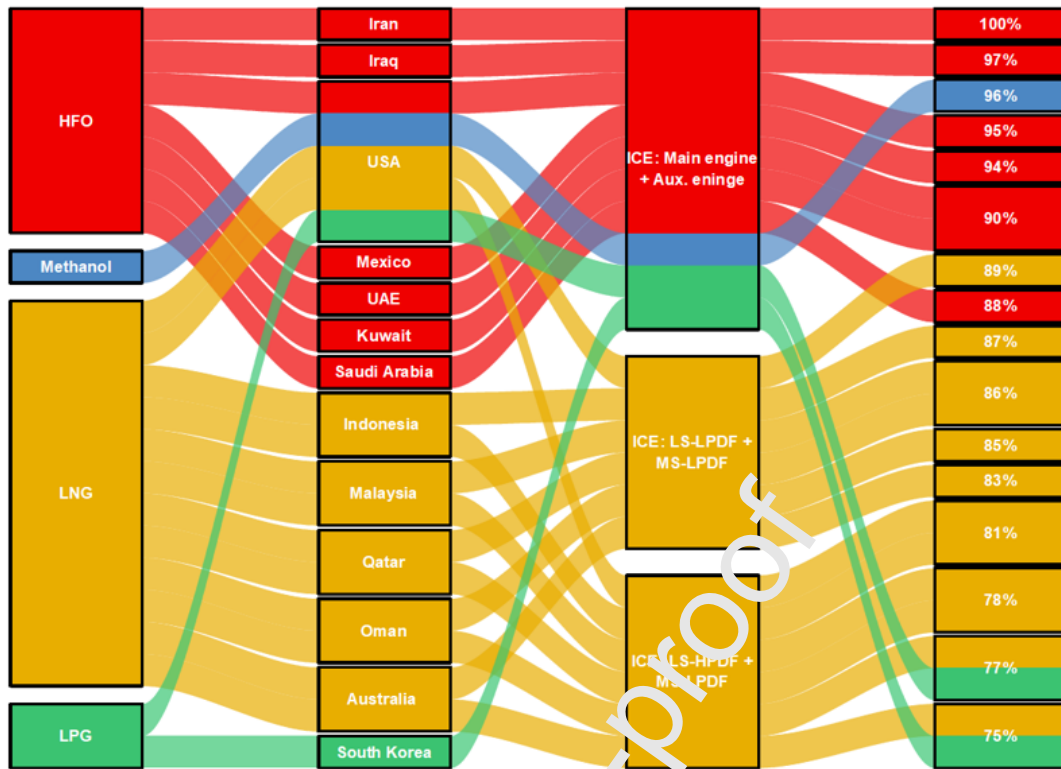 HFO
Methanol
LNG
LPG
Iran
Iraq
USA
Mexico
UAE
Kuwait
Saudi Arabia
Indonesia
Malaysia
Qatar
Oman
Australia
South Korea
ICE: Main engine
+ Aux. eninge
ICE: LS-LPDF +
MS-LPDF
ICE: LS-HPDF +
MS-LPDF
100%
97%
96%
95%
94%
90%
89%
88%
87%
86%
85%
83%
81%
78%
77%
75%
-proof